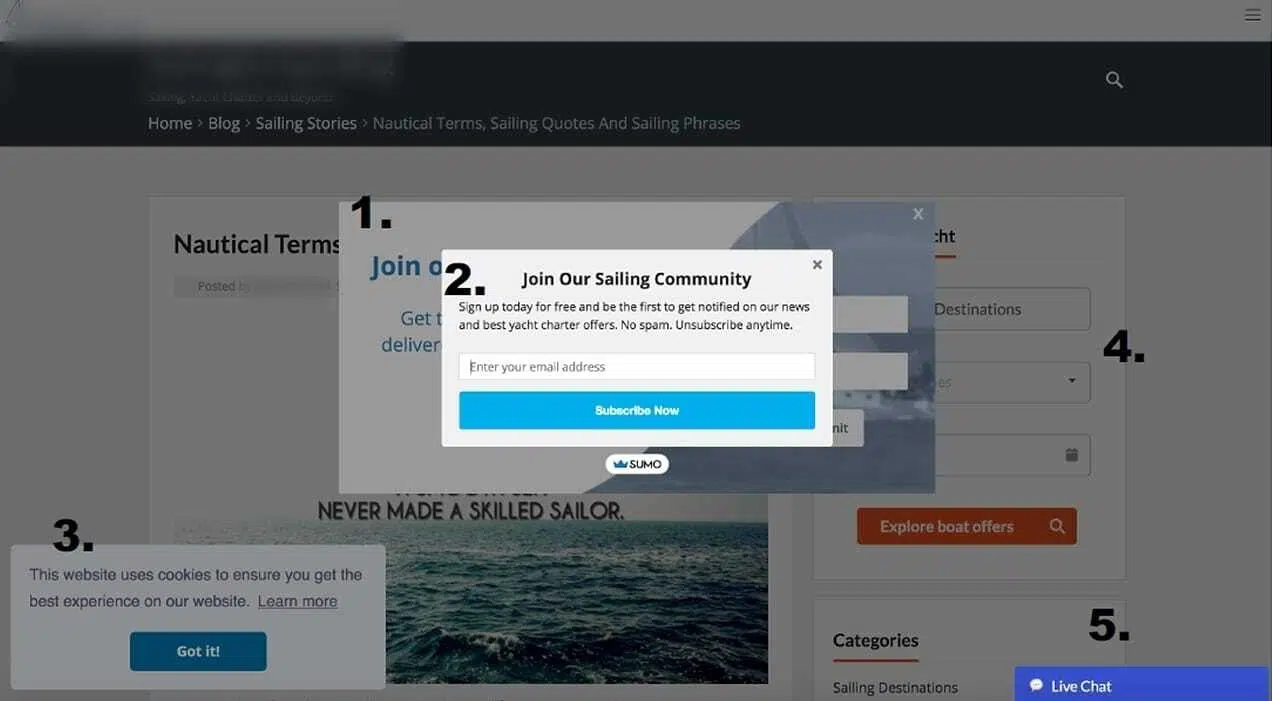 Sailing, Yacht Charter and Beyond
Home > Blog > Sailing Stories > Nautical Terms, Sailing Quotes And Sailing Phrases
1.
X
Nautical Terms
Posted by
Join o
Get t
deliver
2.
×
Join Our Sailing Community
Sign up today for free and be the first to get notified on our news
and best yacht charter offers. No spam. Unsubscribe anytime.
Enter your email address
Subscribe Now
SUMO
nit
cht
Destinations
es
4.
Explore boat offers
NEVER MADE A SKILLED SAILOR.
3.
This website uses cookies to ensure you get the
best experience on our website. Learn more
Got it!
5.
Categories
Sailing Destinations
Live Chat